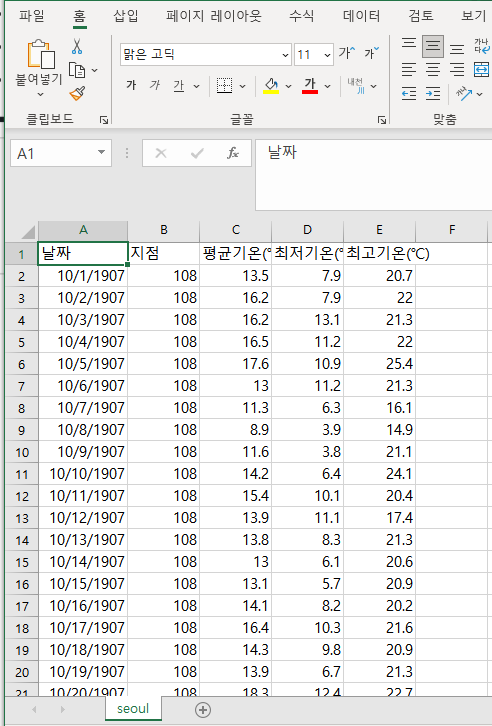 파일 홈 삽입 페이지 레이아웃 수식 데이터 검토 보기
맑은 고딕 11 가^ 가ˇ 가나다
붙여넣기 가 가 가 가 내천 가
클립보드 글꼴 맞춤
A1 fx 날짜
A B C D E F
1 날짜 지점 평균기온(° 최저기온(° 최고기온(℃)
2 10/1/1907 108 13.5 7.9 20.7
3 10/2/1907 108 16.2 7.9 22
4 10/3/1907 108 16.2 13.1 21.3
5 10/4/1907 108 16.5 11.2 22
6 10/5/1907 108 17.6 10.9 25.4
7 10/6/1907 108 13 11.2 21.3
8 10/7/1907 108 11.3 6.3 16.1
9 10/8/1907 108 8.9 3.9 14.9
10 10/9/1907 108 11.6 3.8 21.1
11 10/10/1907 108 14.2 6.4 24.1
12 10/11/1907 108 15.4 10.1 20.4
13 10/12/1907 108 13.9 11.1 17.4
14 10/13/1907 108 13.8 8.3 21.3
15 10/14/1907 108 13 6.1 20.6
16 10/15/1907 108 13.1 5.7 20.9
17 10/16/1907 108 14.1 8.2 20.2
18 10/17/1907 108 16.4 10.3 21.6
19 10/18/1907 108 14.3 9.8 20.9
20 10/19/1907 108 13.9 6.7 21.3
21 10/20/1907 108 18.3 12.4 22.7
seoul